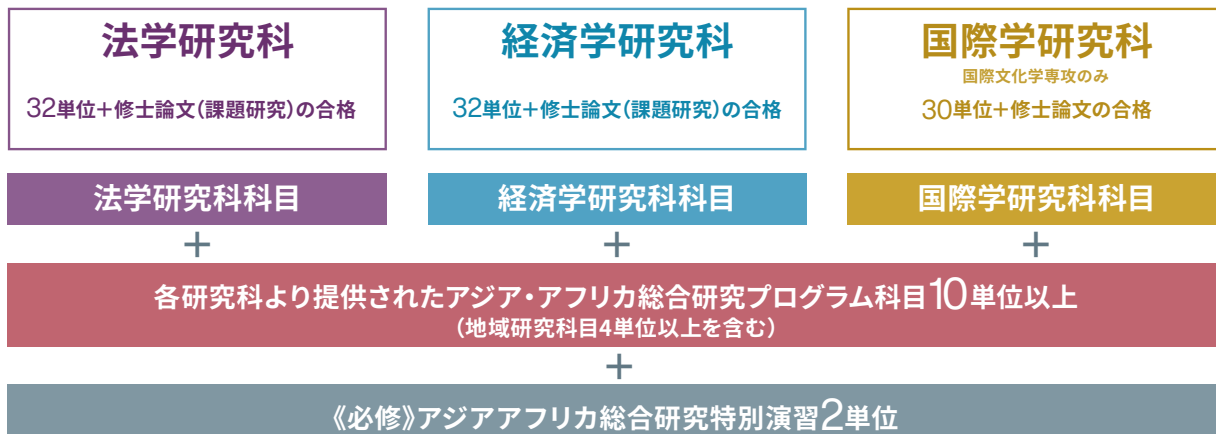 法学研究科
32単位+修士論文(課題研究)の合格
経済学研究科
32単位+修士論文(課題研究)の合格
国際学研究科
国際文化学専攻のみ
30単位+修士論文の合格
法学研究科科目
経済学研究科科目
国際学研究科科目
+
+
+
各研究科より提供されたアジア・アフリカ総合研究プログラム科目10単位以上
(地域研究科目4単位以上を含む)
+
《必修》アジアアフリカ総合研究特別演習2単位